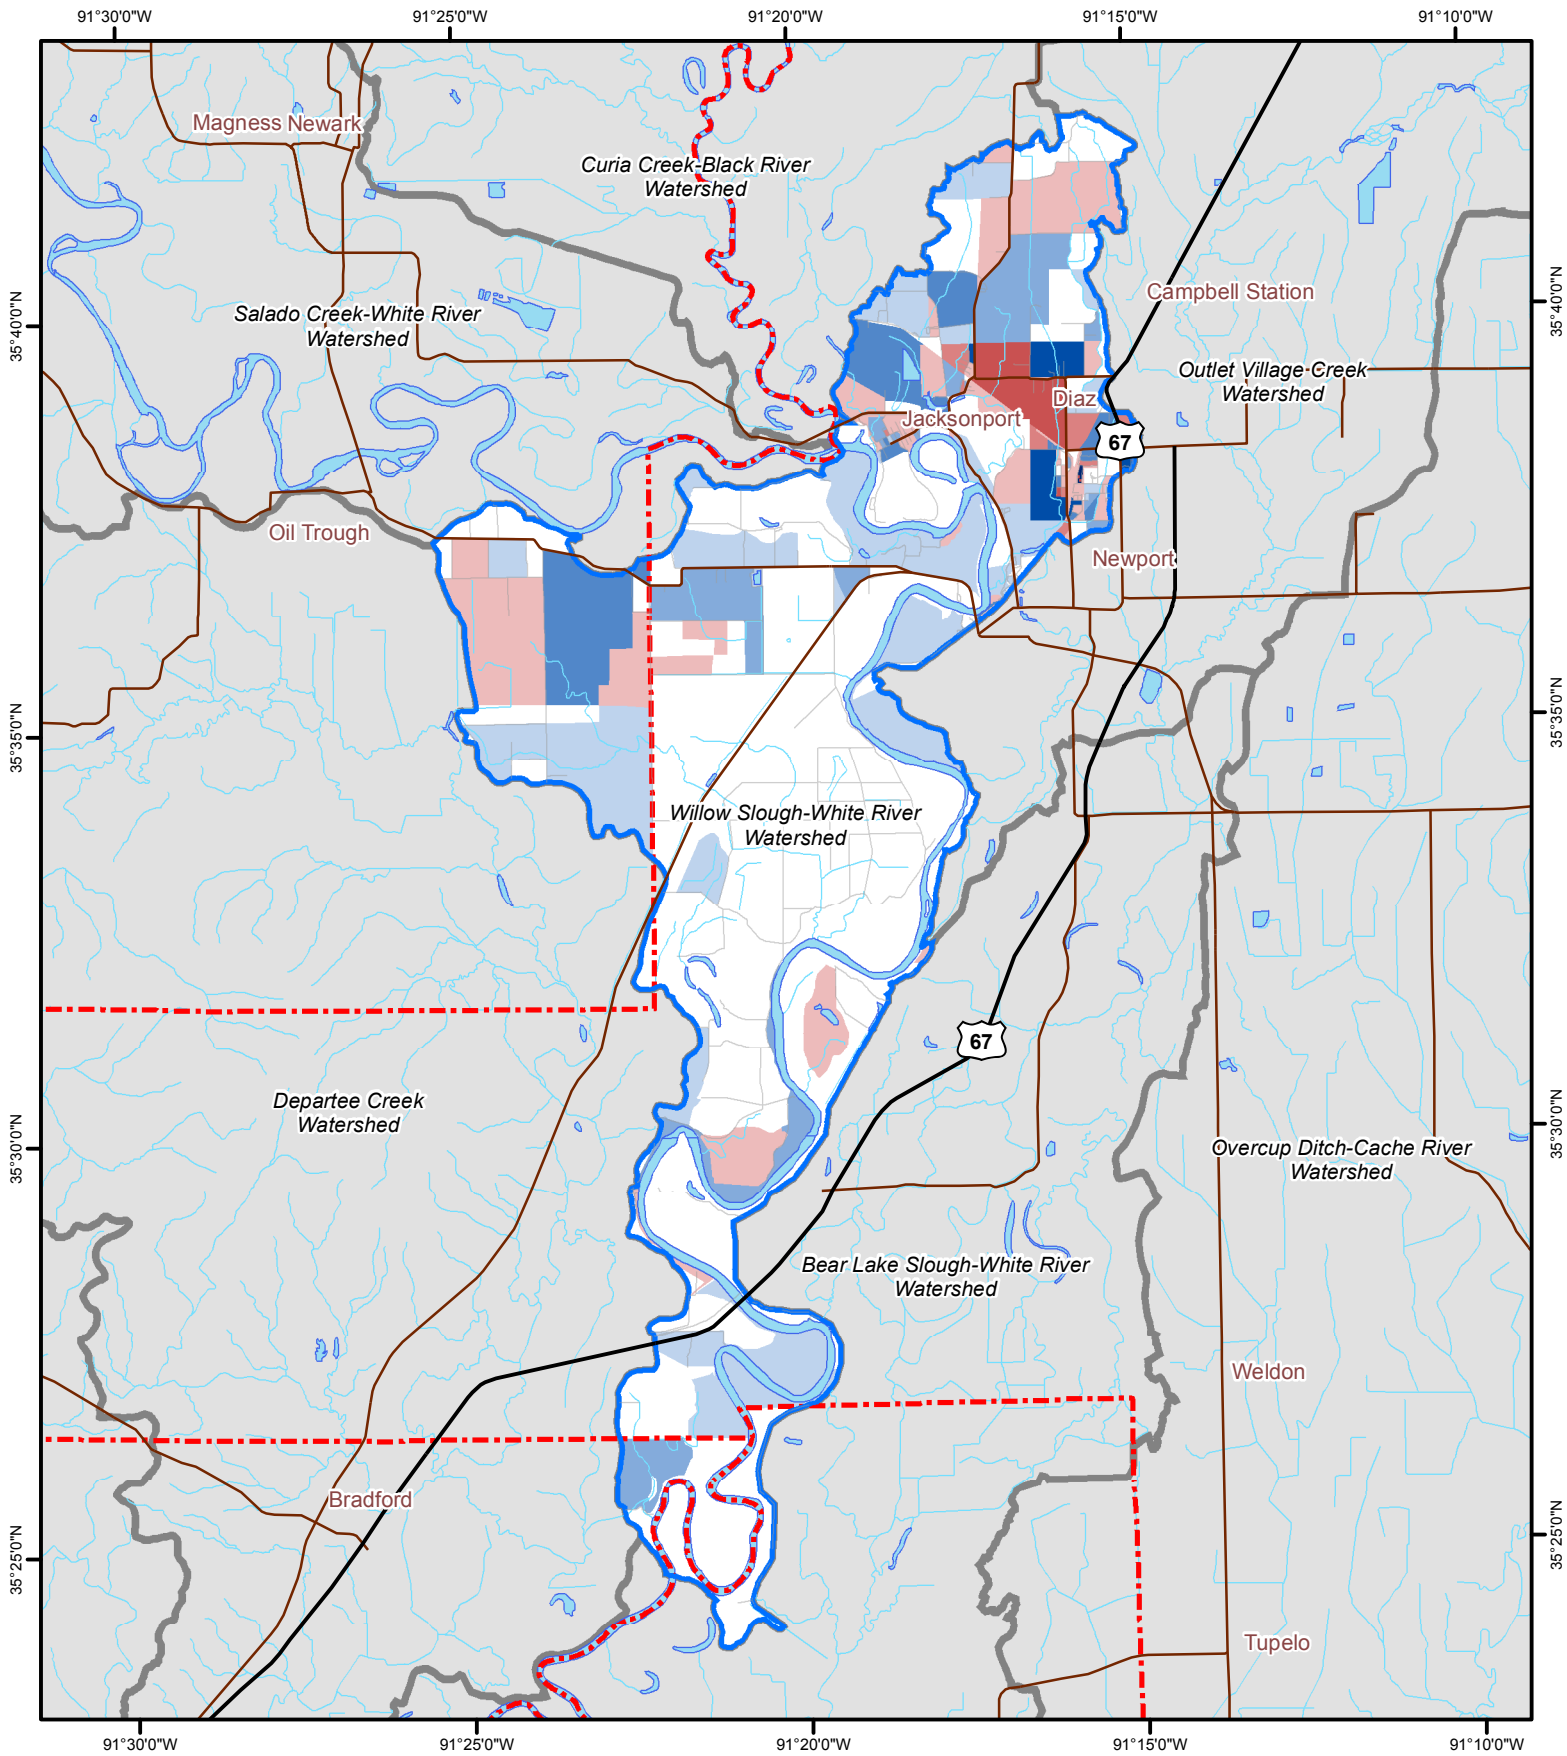 91°30'0"W 91°25'0"W 91°20'0"W 91°15'0"W 91°10'0"W
Magness Newark
Curia Creek-Black River
Watershed
35°40'0"N
35°40'0"N
Campbell Station
Salado Creek-White River
Watershed
Outlet Village Creek
Watershed
Diaz
Jacksonport
67
Oil Trough
Newport
35°35'0"N
35°35'0"N
Willow Slough-White River
Watershed
67
Departee Creek
Watershed
35°30'0"N
35°30'0"N
Overcup Ditch-Cache River
Watershed
Bear Lake Slough-White River
Watershed
Weldon
Bradford
35°25'0"N
35°25'0"N
Tupelo
91°30'0"W 91°25'0"W 91°20'0"W 91°15'0"W 91°10'0"W